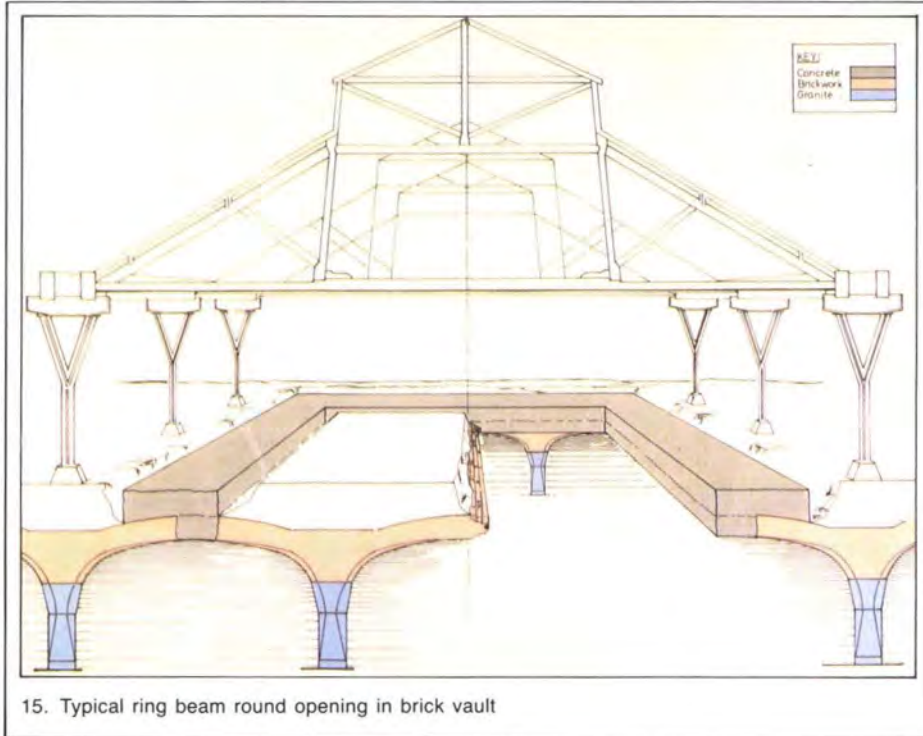 KEY:
Concrete
Brickwork
Granite
15. Typical ring beam round opening in brick vault